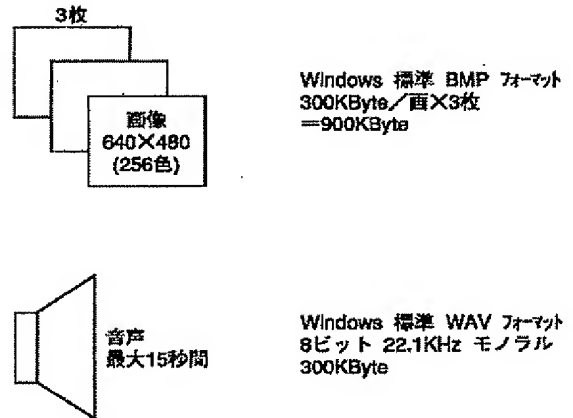 3枚
画像
640×480
(256色)
Windows 標準 BMP フォーマット
300KByte／画×3枚
=900KByte
音声
最大15秒間
Windows 標準 WAV フォーマット
8ビット 22.1KHz モノラル
300KByte